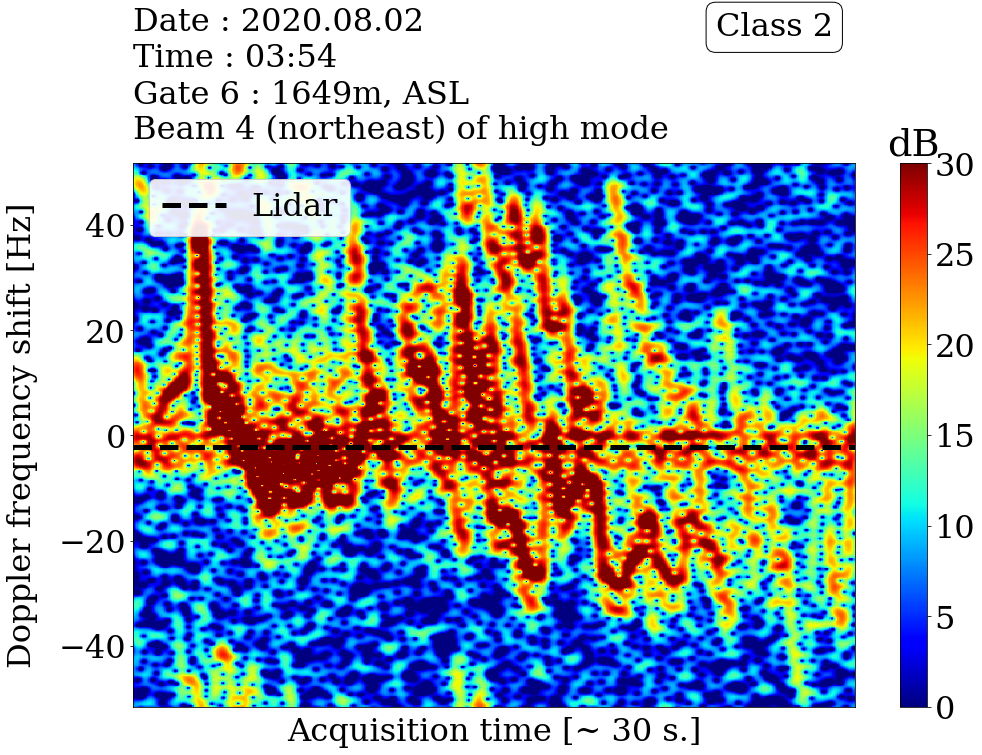 Date : 2020.08.02
Class 2
Time : 03:54
Gate 6 : 1649m, ASL
Beam 4 (northeast) of high mode
dB
Lidar
40
20
0
−20
−40
Doppler frequency shift [Hz]
Acquisition time [~ 30 s.]
30
25
20
15
10
5
0